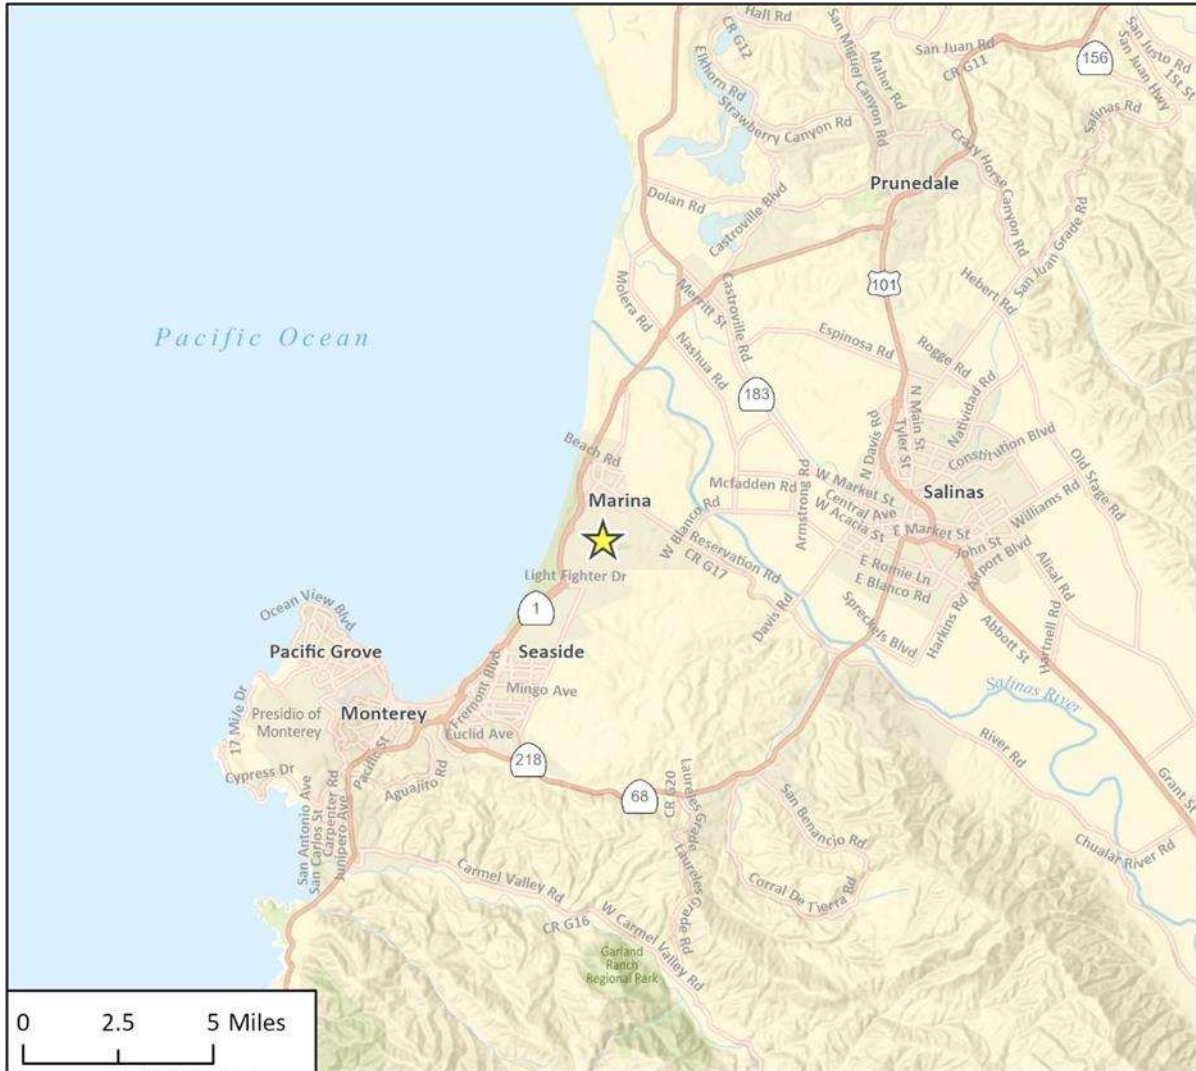 Hall Rd
CR G12
San Miguel Canyon Rd
Maher Rd
San Juan Rd
CR G11
156
San Justo Rd
San Juan Hwy
1st St
Elkhorn Rd
Strawberry Canyon Rd
Salinas Rd
Crazy Horse Canyon Rd
Prunedale
Dolan Rd
Castroville Blvd
San Juan Grade Rd
Molera Rd
Merritt St
Castroville Rd
101
Hebert Rd
Pacific Ocean
Nashua Rd
Espinosa Rd
Rogge Rd
183
Natividad Rd
N Main St
Tyler St
N Davis Rd
Beach Rd
Constitution Blvd
Old Stage Rd
Mcfadden Rd
Armstrong Rd
W Market St
Central Ave
W Acacia St
Salinas
Williams Rd
Marina
W Blanco Rd
Reservation Rd
CR G17
E Market St
John St
Airport Blvd
Light Fighter Dr
E Romie Ln
E Blanco Rd
Alisal Rd
Ocean View Blvd
1
Davis Rd
Spreckels Blvd
Harkins Rd
Abbott St
Hartnell Rd
Pacific Grove
Seaside
Fremont Blvd
Mingo Ave
Salinas River
17 Mile Dr
Presidio of
Monterey
Monterey
Euclid Ave
Pacific St
218
River Rd
Cypress Dr
Aguajito Rd
68
CR G20
Laureles Grade
Grant St
San Antonio Ave
San Carlos St
Carpenter Rd
Junipero Ave
San Benancio Rd
Chualar River Rd
Carmel Valley Rd
Laureles Grade Rd
Corral De Tierra Rd
CR G16
W Carmel Valley Rd
Garland
Ranch
Regional Park
0 2.5 5 Miles